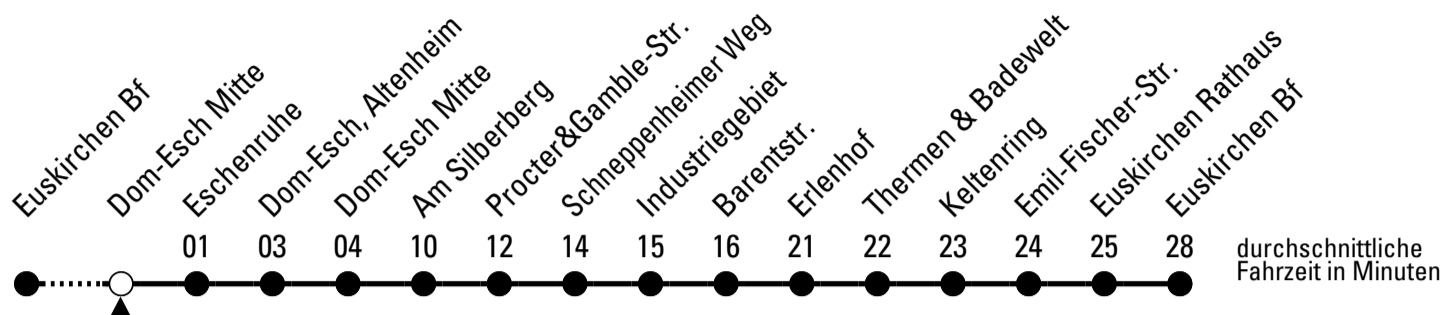 Euskirchen Bf
Dom-Esch Mitte
Eschenruhe
Dom-Esch, Altenheim
Dom-Esch Mitte
Am Silberberg
Procter&Gamble-Str.
Schneppenheimer Weg
Industriegebiet
Barentstr.
Erlenhof
Thermen & Badewelt
Keltenring
Emil-Fischer-Str.
Euskirchen Rathaus
Euskirchen Bf
01 03 04 10 12 14 15 16 21 22 23 24 25 28
durchschnittliche
Fahrzeit in Minuten